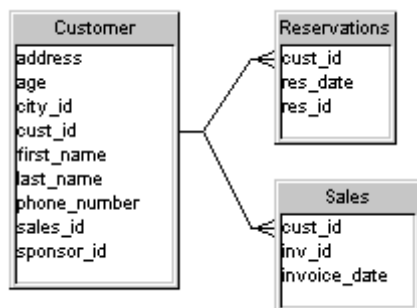 Customer
address
age
city_id
cust_id
first_name
last_name
phone_number
sales_id
sponsor_id
Reservations
cust_id
res_date
res_id
Sales
cust_id
inv_id
invoice_date